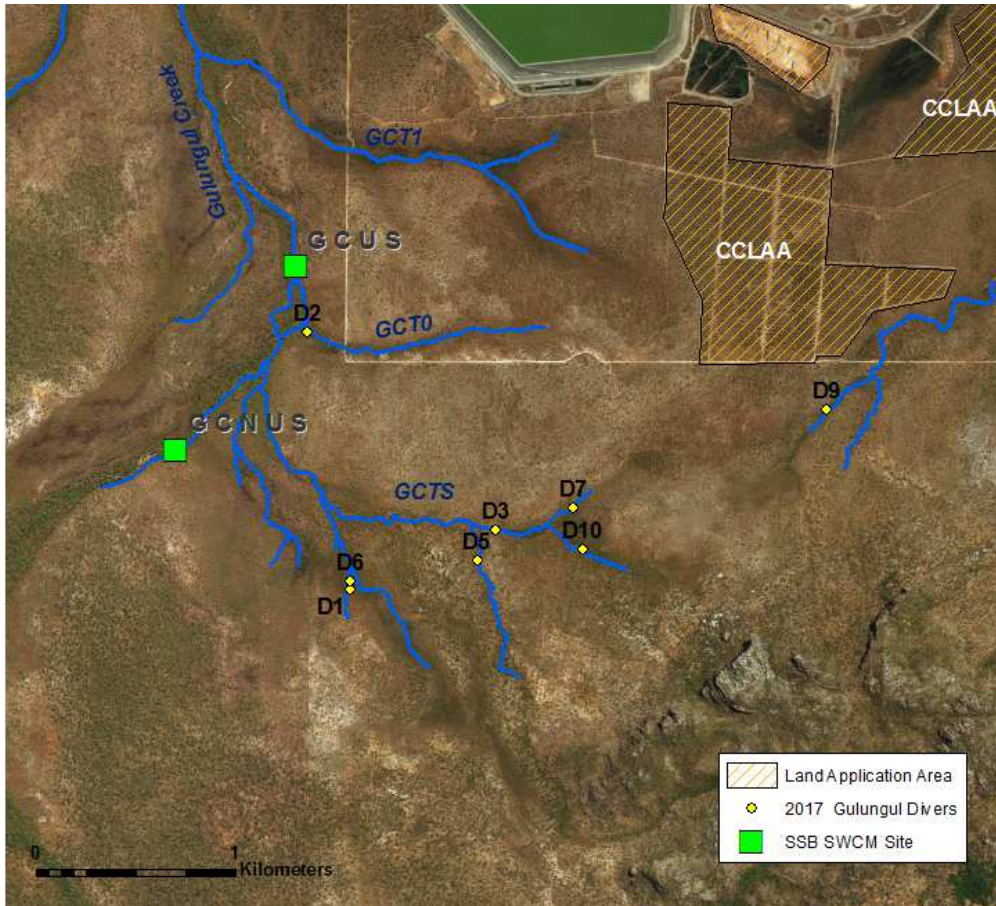 Gulungul Creek
GCT1
CCLAA
CCLAA
GCUS
D2
GCT0
D9
GCNUS
GCTS
D7
D3
D10
D5
D6
D1
Land Application Area
2017 Gulungul Divers
SSB SWCM Site
0 1
Kilometers